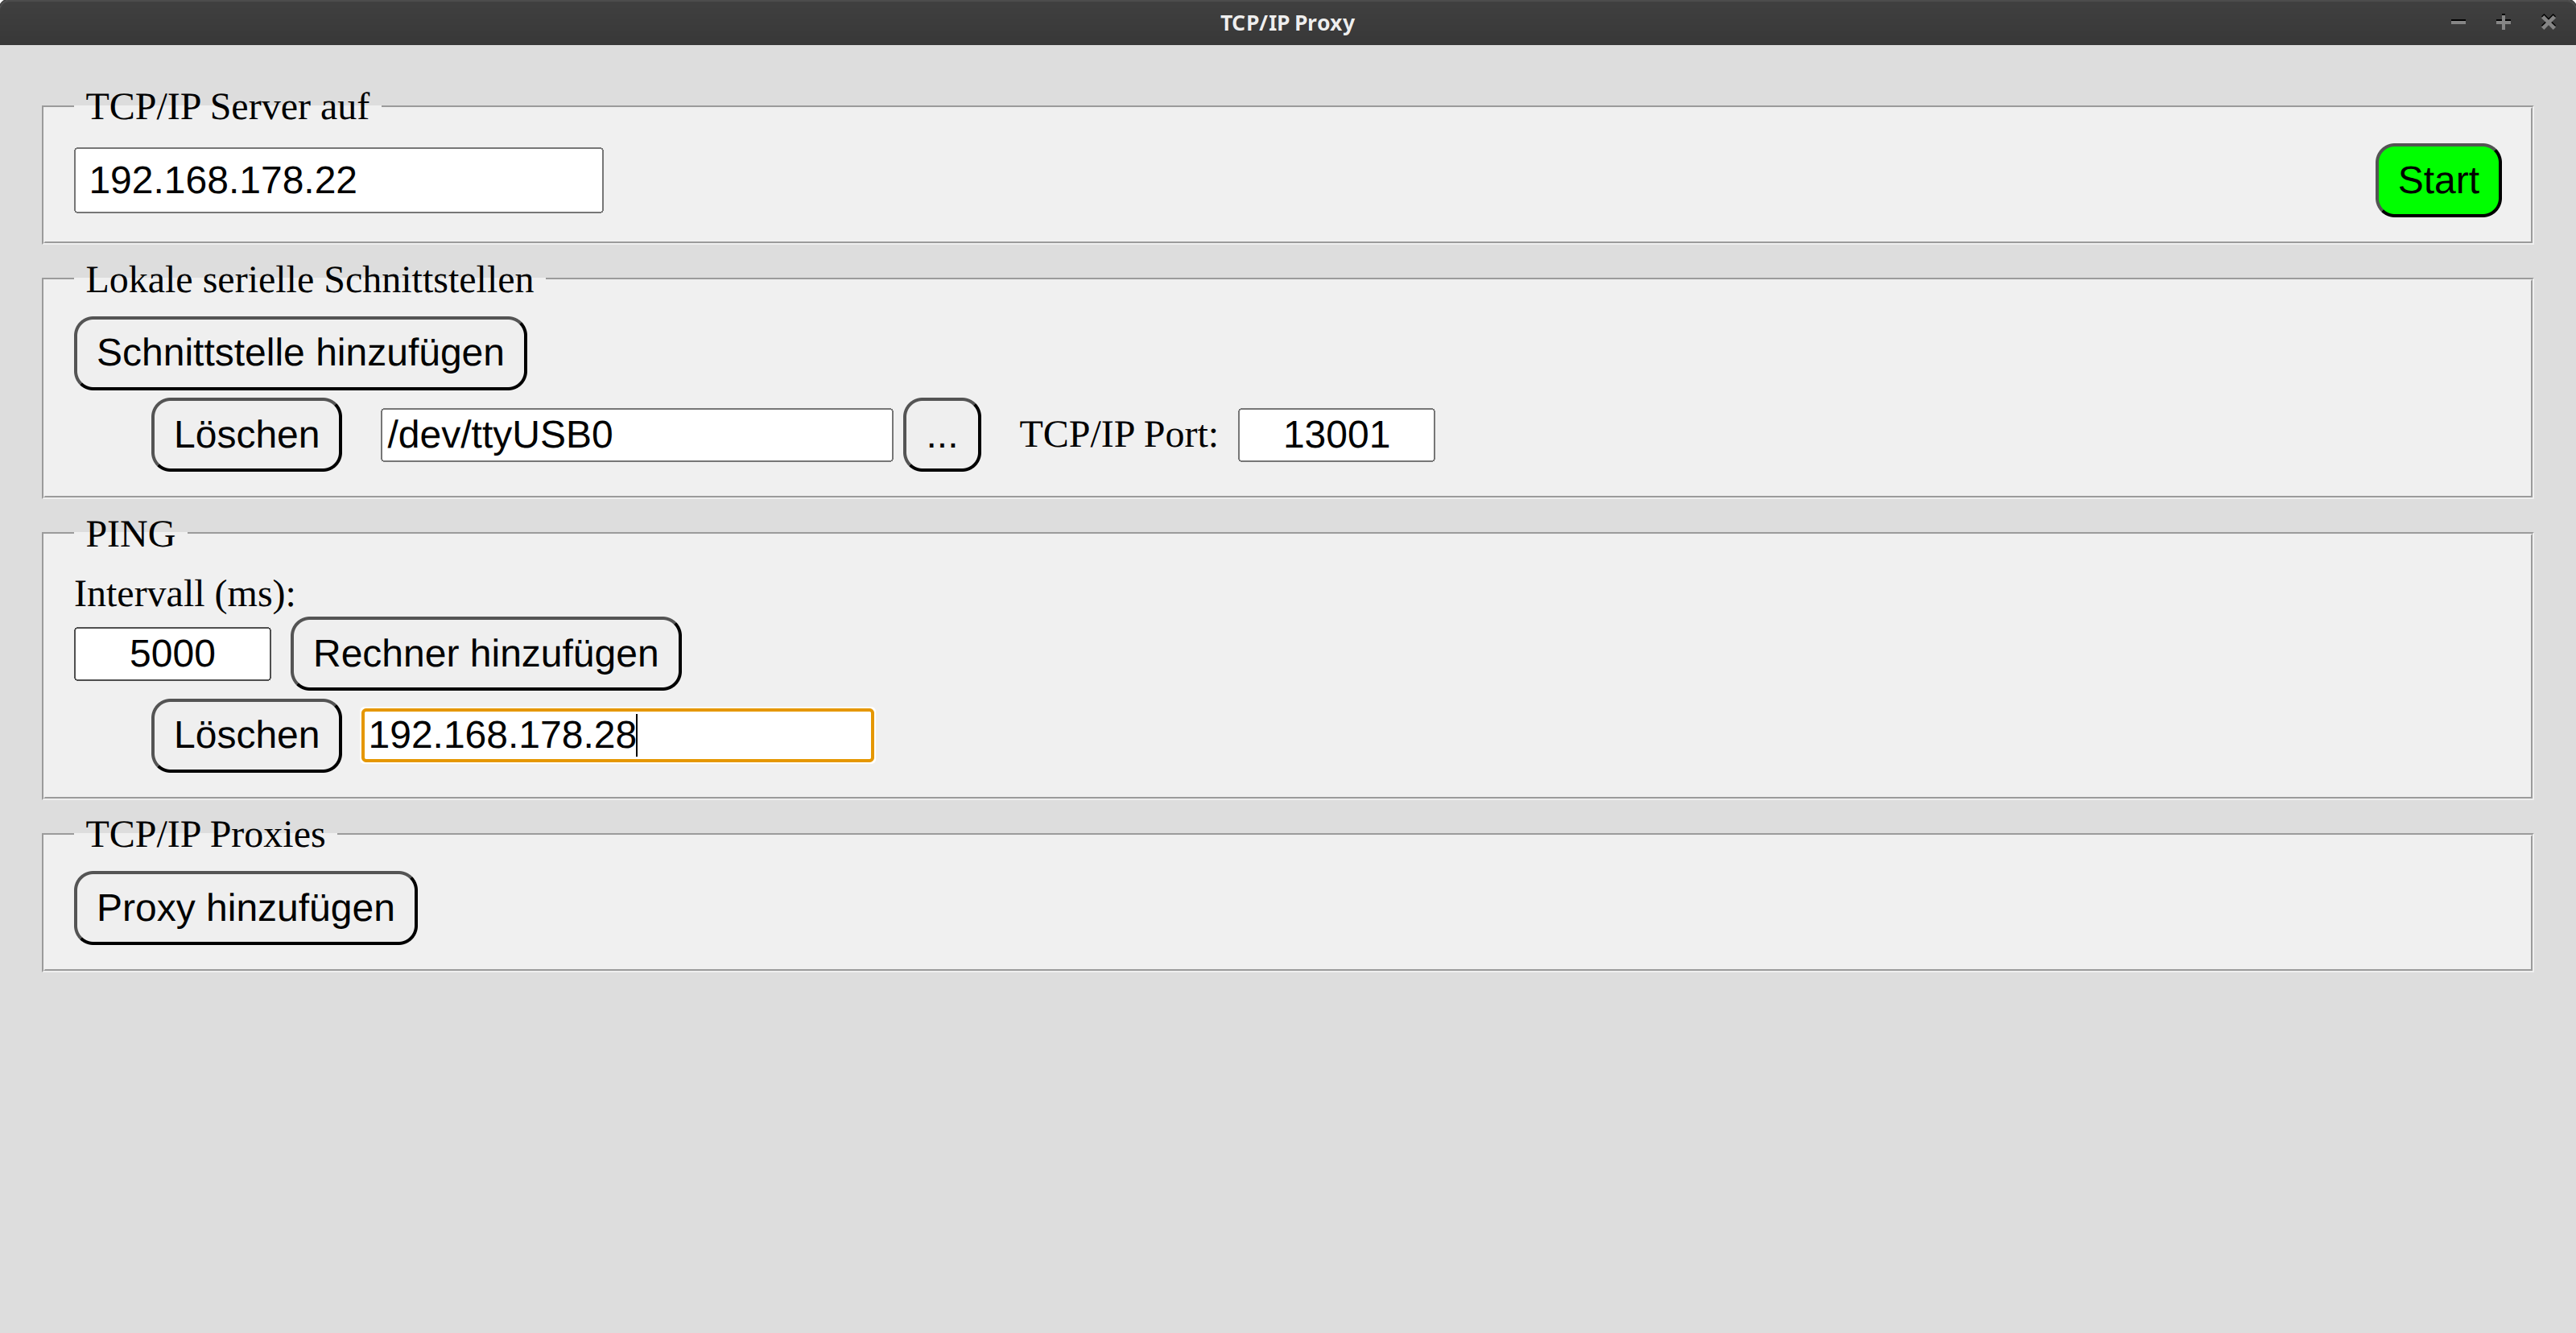 TCP/IP Proxy
TCP/IP Server auf
192.168.178.22 Start
Lokale serielle Schnittstellen
Schnittstelle hinzufügen
Löschen /dev/ttyUSB0 ... TCP/IP Port: 13001
PING
Intervall (ms):
5000 Rechner hinzufügen
Löschen 192.168.178.28
TCP/IP Proxies
Proxy hinzufügen